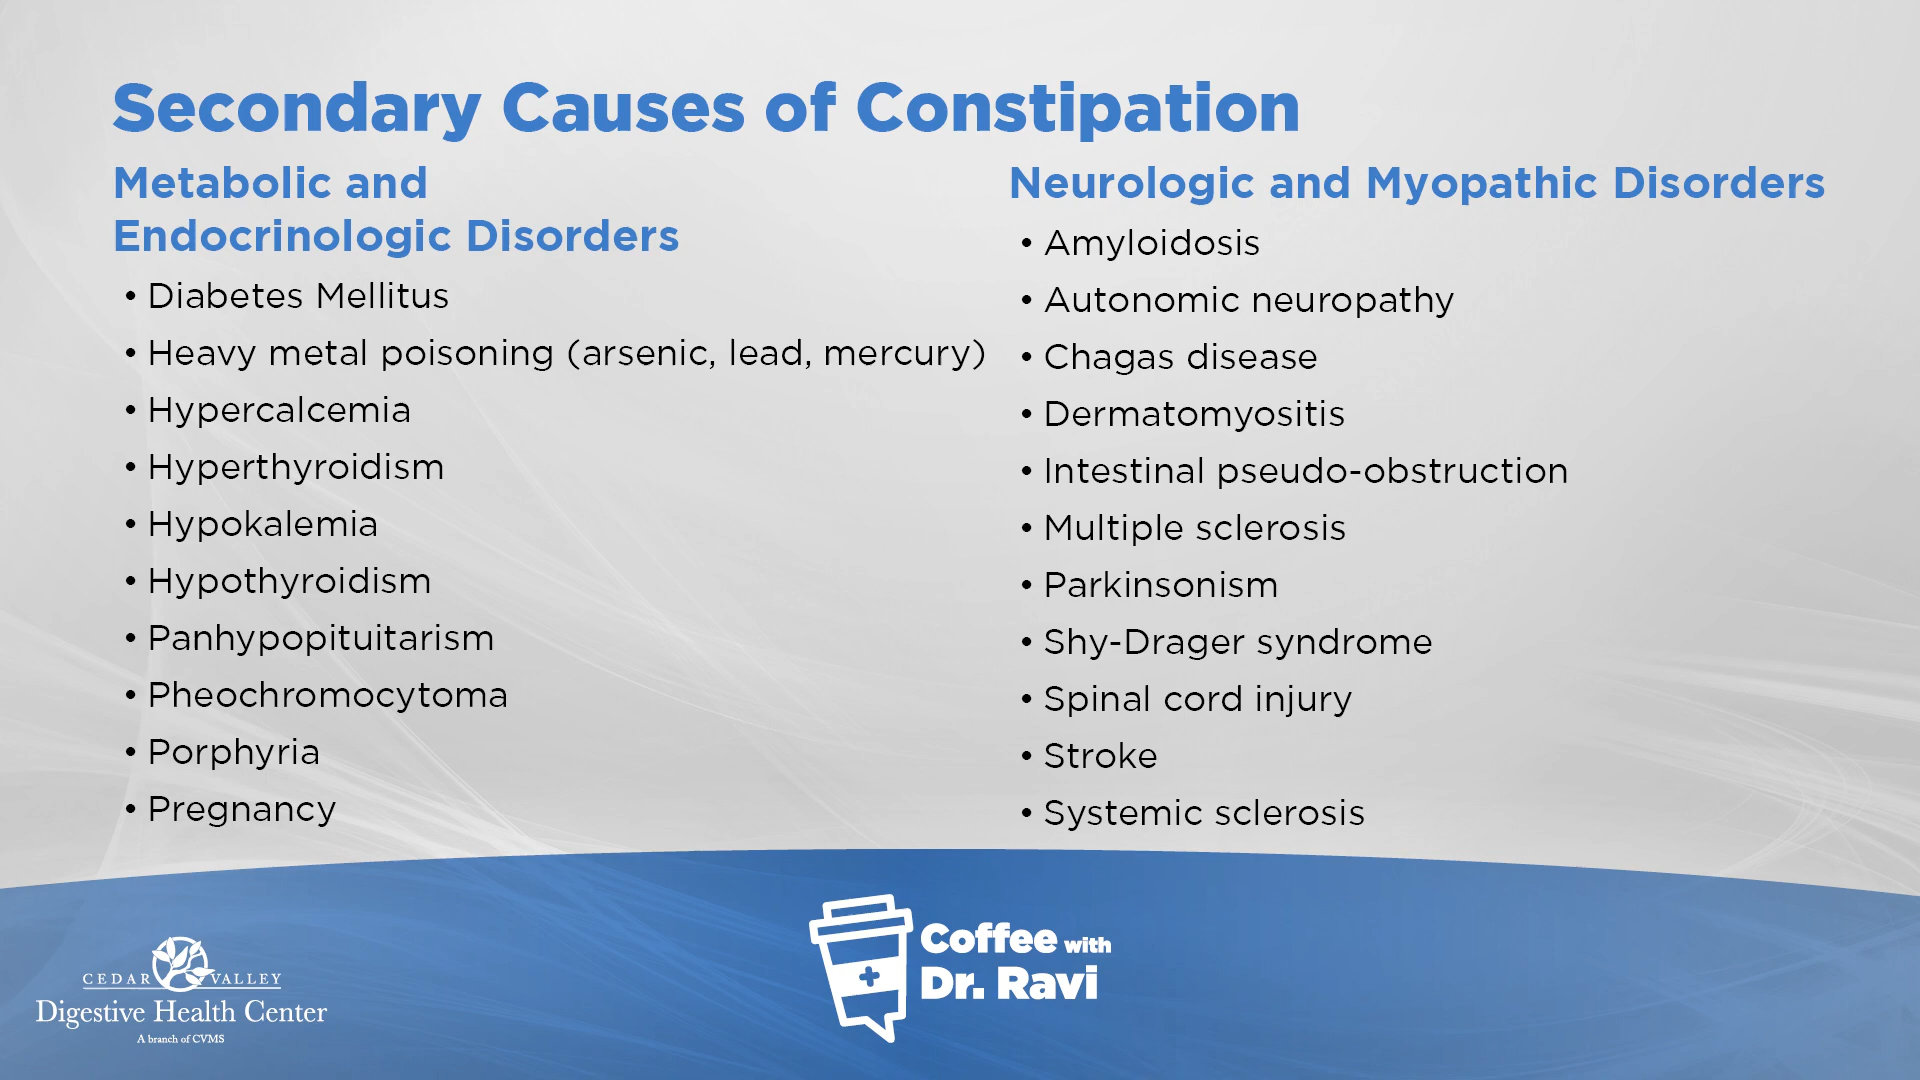 Secondary Causes of Constipation
Metabolic and
Endocrinologic Disorders
• Diabetes Mellitus
• Heavy metal poisoning (arsenic, lead, mercury)
• Hypercalcemia
• Hyperthyroidism
• Hypokalemia
• Hypothyroidism
• Panhypopituitarism
• Pheochromocytoma
• Porphyria
• Pregnancy
Neurologic and Myopathic Disorders
• Amyloidosis
• Autonomic neuropathy
• Chagas disease
• Dermatomyositis
• Intestinal pseudo-obstruction
• Multiple sclerosis
• Parkinsonism
• Shy-Drager syndrome
• Spinal cord injury
• Stroke
• Systemic sclerosis
CEDAR VALLEY
Digestive Health Center
A branch of CVMS
Coffee with
Dr. Ravi